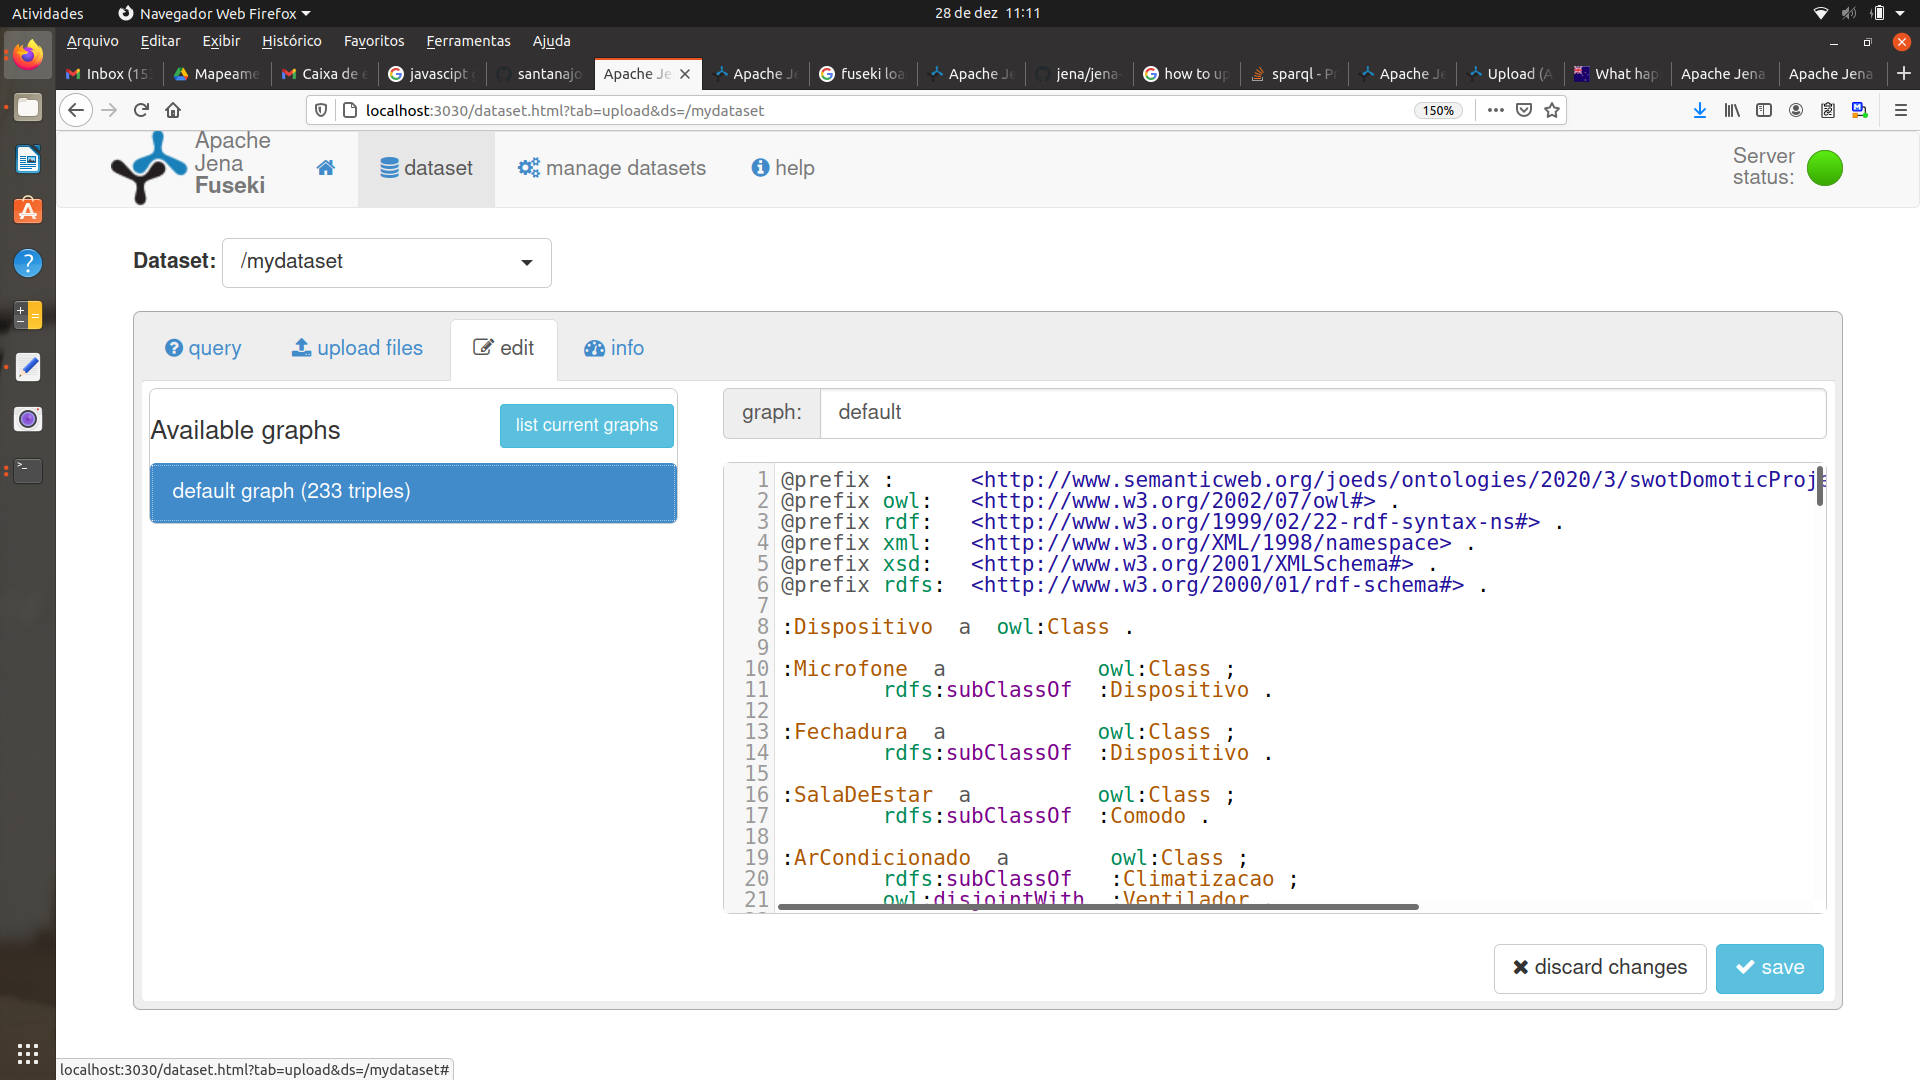 Atividades
Navegador Web Firefox
28 de dez 11:11
Arquivo Editar Exibir Histórico Favoritos Ferramentas Ajuda
Inbox (15 Mapeame Caixa de e javascipt santanajo Apache Je Apache Je fuseki loa Apache Je jena/jena- how to up sparql - Pr Apache Je Upload (A What hap Apache Jena Apache Jena
localhost:3030/dataset.html?tab=upload&ds=/mydataset
150%
Apache
Jena
Fuseki
dataset
manage datasets
help
Server
status:
Dataset: /mydataset
query
upload files
edit
info
Available graphs
list current graphs
default graph (233 triples)
graph: default
1 @prefix : <http://www.semanticweb.org/joeds/ontologies/2020/3/swotDomoticProje
2 @prefix owl: <http://www.w3.org/2002/07/owl#> .
3 @prefix rdf: <http://www.w3.org/1999/02/22-rdf-syntax-ns#> .
4 @prefix xml: <http://www.w3.org/XML/1998/namespace> .
5 @prefix xsd: <http://www.w3.org/2001/XMLSchema#> .
6 @prefix rdfs: <http://www.w3.org/2000/01/rdf-schema#> .
7
8 :Dispositivo a owl:Class .
9
10 :Microfone a owl:Class ;
11 rdfs:subClassOf :Dispositivo .
12
13 :Fechadura a owl:Class ;
14 rdfs:subClassOf :Dispositivo .
15
16 :SalaDeEstar a owl:Class ;
17 rdfs:subClassOf :Comodo .
18
19 :ArCondicionado a owl:Class ;
20 rdfs:subClassOf :Climatizacao ;
21 owl:disjointWith :Ventilador .
discard changes
save
localhost:3030/dataset.html?tab=upload&ds=/mydataset#